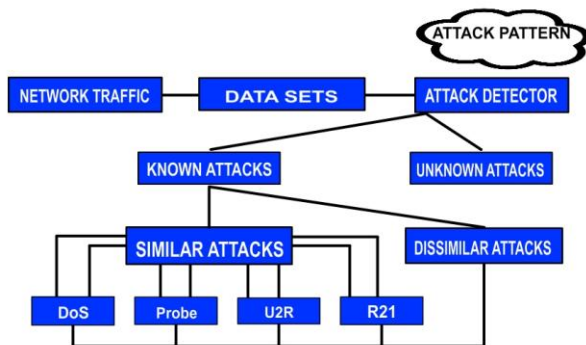 ATTACK PATTERN
NETWORK TRAFFIC
DATA SETS
ATTACK DETECTOR
KNOWN ATTACKS
UNKNOWN ATTACKS
SIMILAR ATTACKS
DISSIMILAR ATTACKS
DoS
Probe
U2R
R21